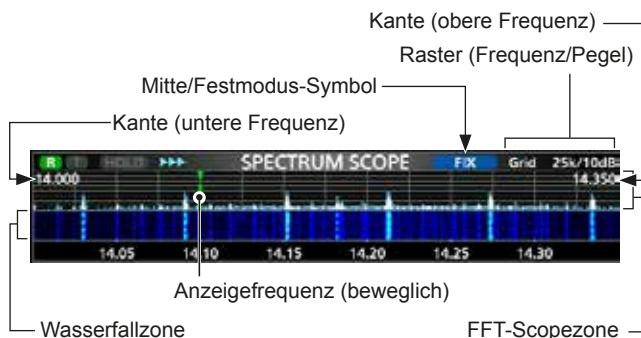 Kante (obere Frequenz)
Raster (Frequenz/Pegel)
Mitte/Festmodus-Symbol
Kante (untere Frequenz)
R T HOLD SPECTRUM SCOPE FIX Grid 25k/10dB
14.000 14.350
14.05 14.10 14.15 14.20 14.25 14.30
Anzeigefrequenz (beweglich)
Wasserfallzone FFT-Scopezone